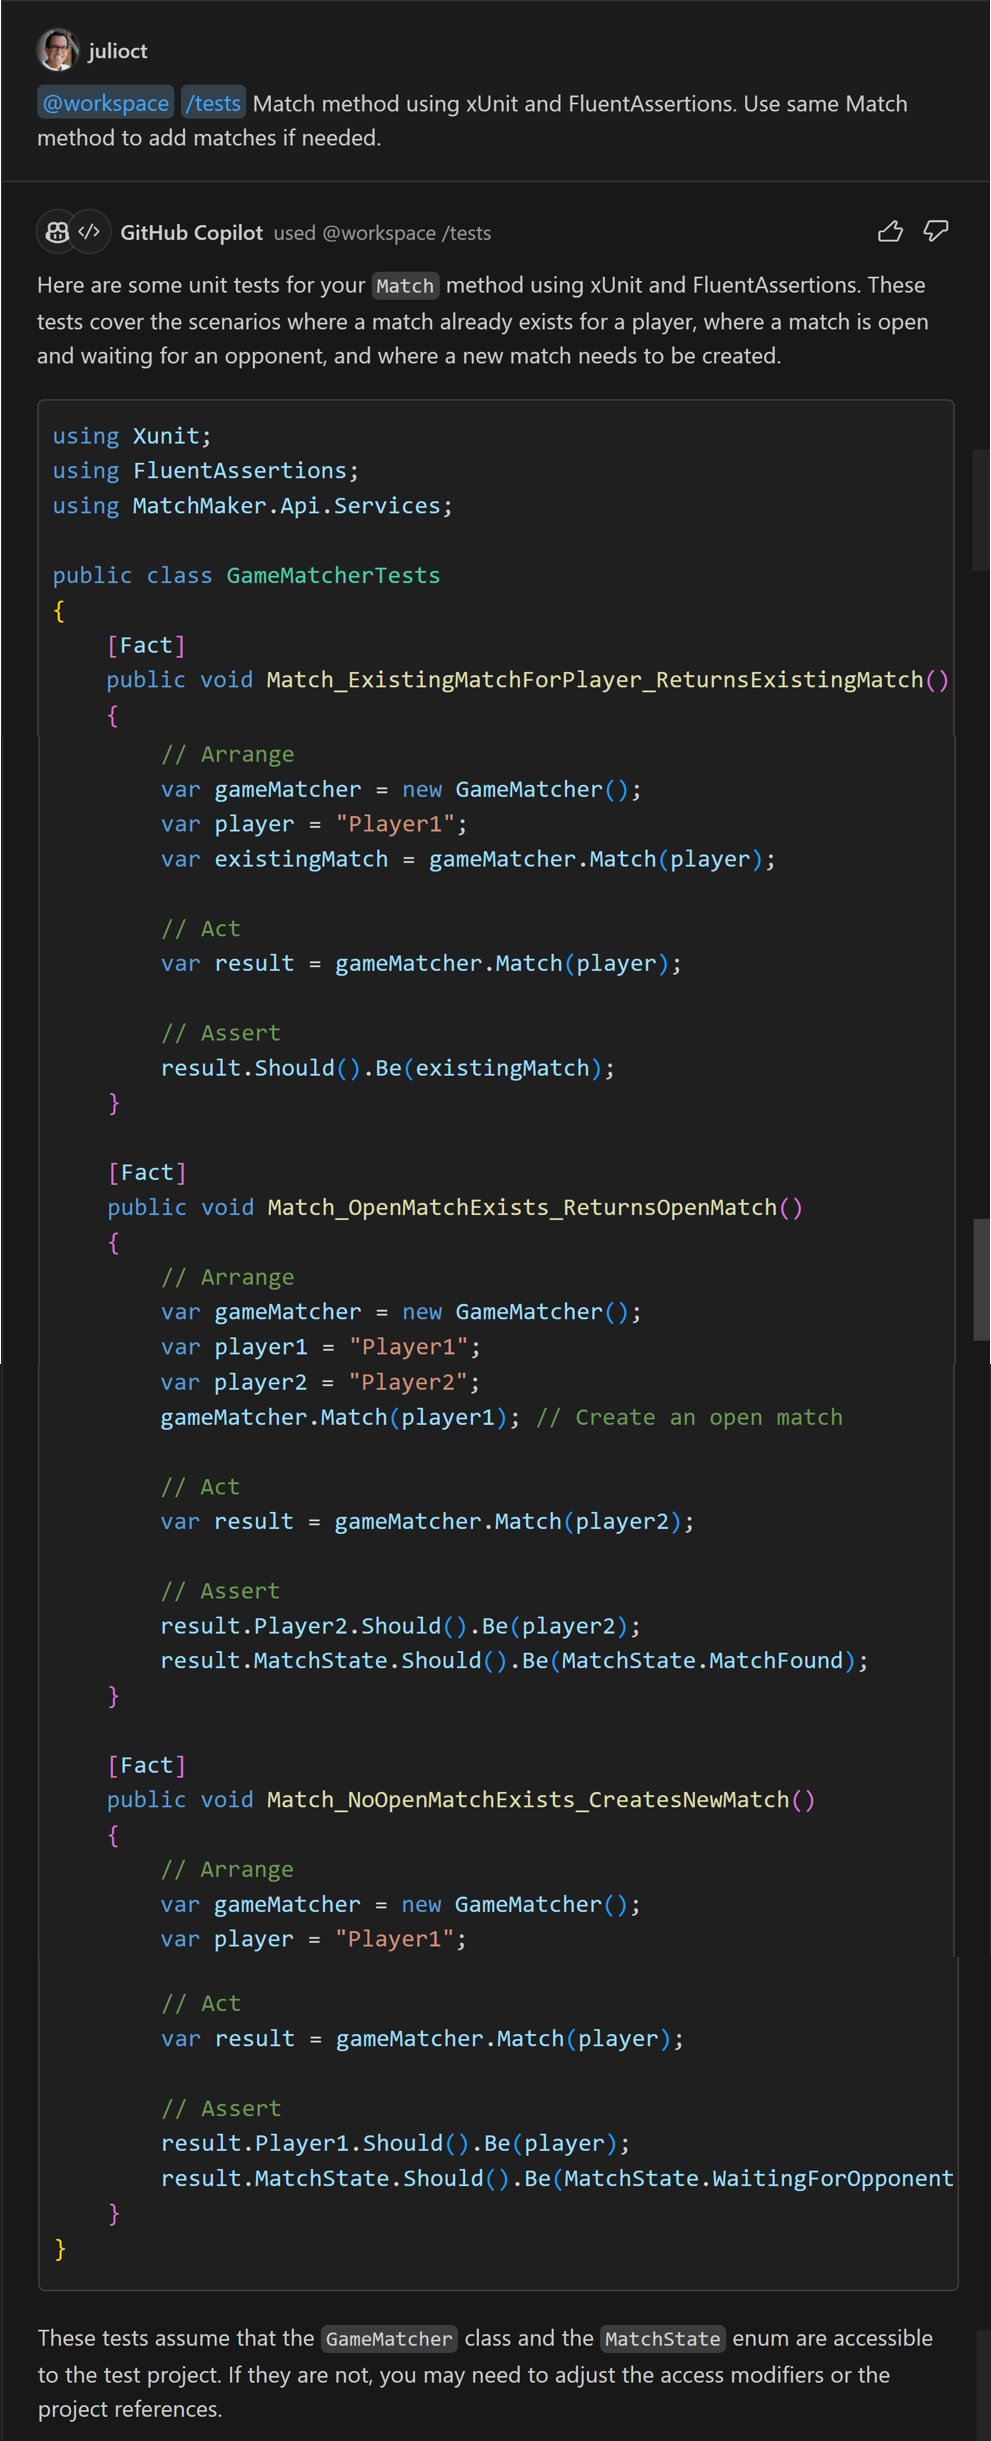 julioct
@workspace /tests Match method using xUnit and FluentAssertions. Use same Match
method to add matches if needed.
GitHub Copilot used @workspace /tests
Here are some unit tests for your Match method using xUnit and FluentAssertions. These
tests cover the scenarios where a match already exists for a player, where a match is open
and waiting for an opponent, and where a new match needs to be created.
using Xunit;
using FluentAssertions;
using MatchMaker.Api.Services;
public class GameMatcherTests
{
    [Fact]
    public void Match_ExistingMatchForPlayer_ReturnsExistingMatch()
    {
        // Arrange
        var gameMatcher = new GameMatcher();
        var player = "Player1";
        var existingMatch = gameMatcher.Match(player);
        // Act
        var result = gameMatcher.Match(player);
        // Assert
        result.Should().Be(existingMatch);
    }
    [Fact]
    public void Match_OpenMatchExists_ReturnsOpenMatch()
    {
        // Arrange
        var gameMatcher = new GameMatcher();
        var player1 = "Player1";
        var player2 = "Player2";
        gameMatcher.Match(player1); // Create an open match
        // Act
        var result = gameMatcher.Match(player2);
        // Assert
        result.Player2.Should().Be(player2);
        result.MatchState.Should().Be(MatchState.MatchFound);
    }
    [Fact]
    public void Match_NoOpenMatchExists_CreatesNewMatch()
    {
        // Arrange
        var gameMatcher = new GameMatcher();
        var player = "Player1";
        // Act
        var result = gameMatcher.Match(player);
        // Assert
        result.Player1.Should().Be(player);
        result.MatchState.Should().Be(MatchState.WaitingForOpponent
    }
}
These tests assume that the GameMatcher class and the MatchState enum are accessible
to the test project. If they are not, you may need to adjust the access modifiers or the
project references.